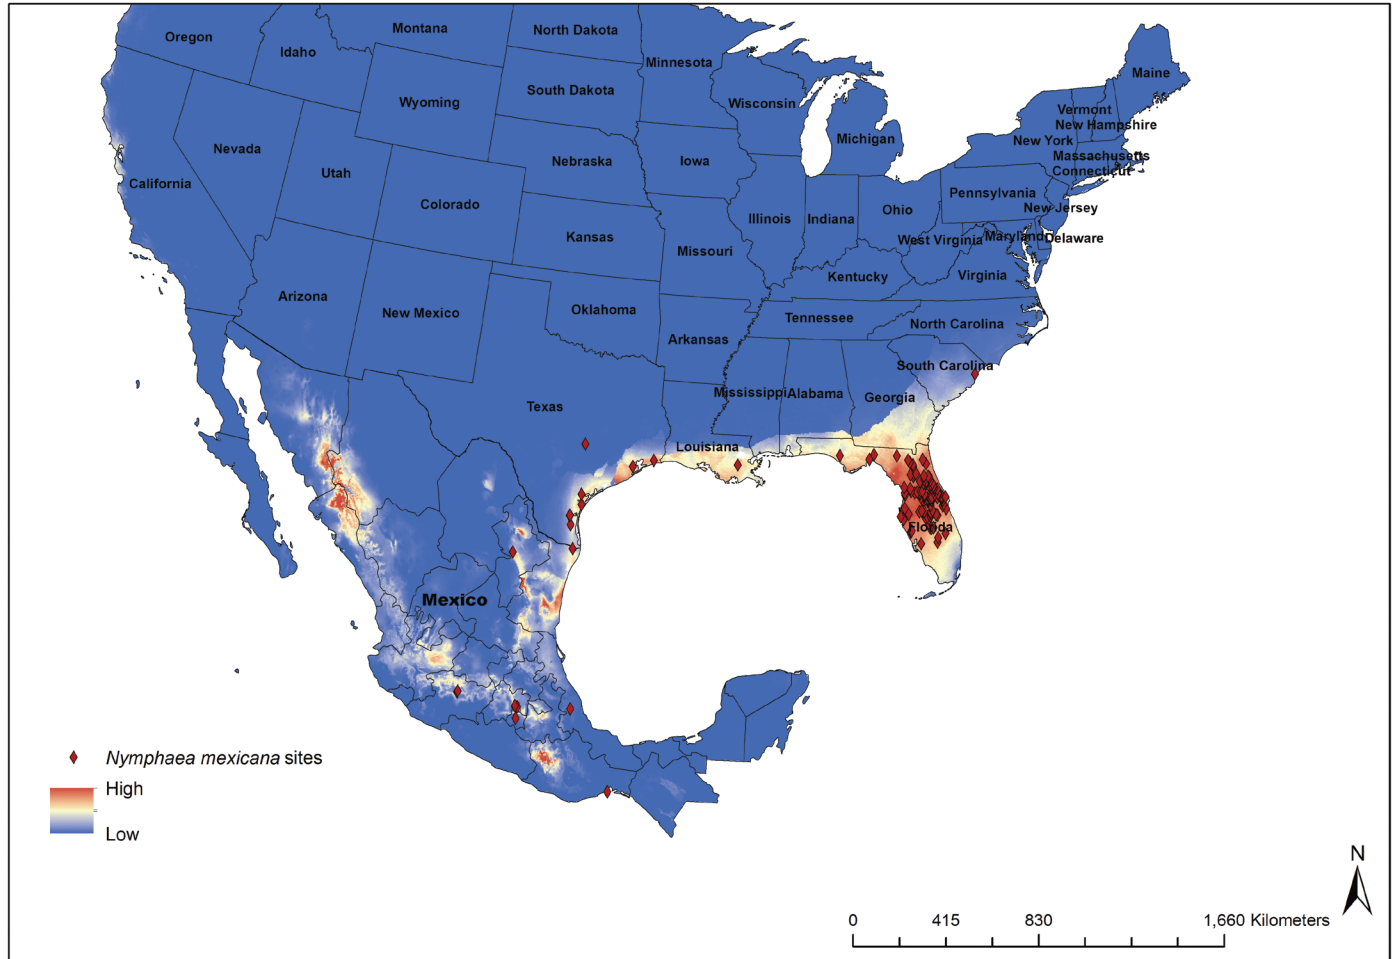 Oregon
Idaho
Montana
North Dakota
Minnesota
Maine
South Dakota
Wyoming
Wisconsin
Vermont
New Hampshire
Michigan
New York
Nevada
Nebraska
Iowa
Massachusetts
Connecticut
Utah
California
Pennsylvania
Colorado
New Jersey
Illinois
Indiana
Ohio
Kansas
West Virginia
Maryland
Delaware
Missouri
Kentucky
Virginia
Arizona
New Mexico
Oklahoma
Tennessee
North Carolina
Arkansas
South Carolina
Mississippi
Alabama
Georgia
Texas
Louisiana
Florida
Mexico
Nymphaea mexicana sites
High
Low
N
0 415 830 1,660 Kilometers